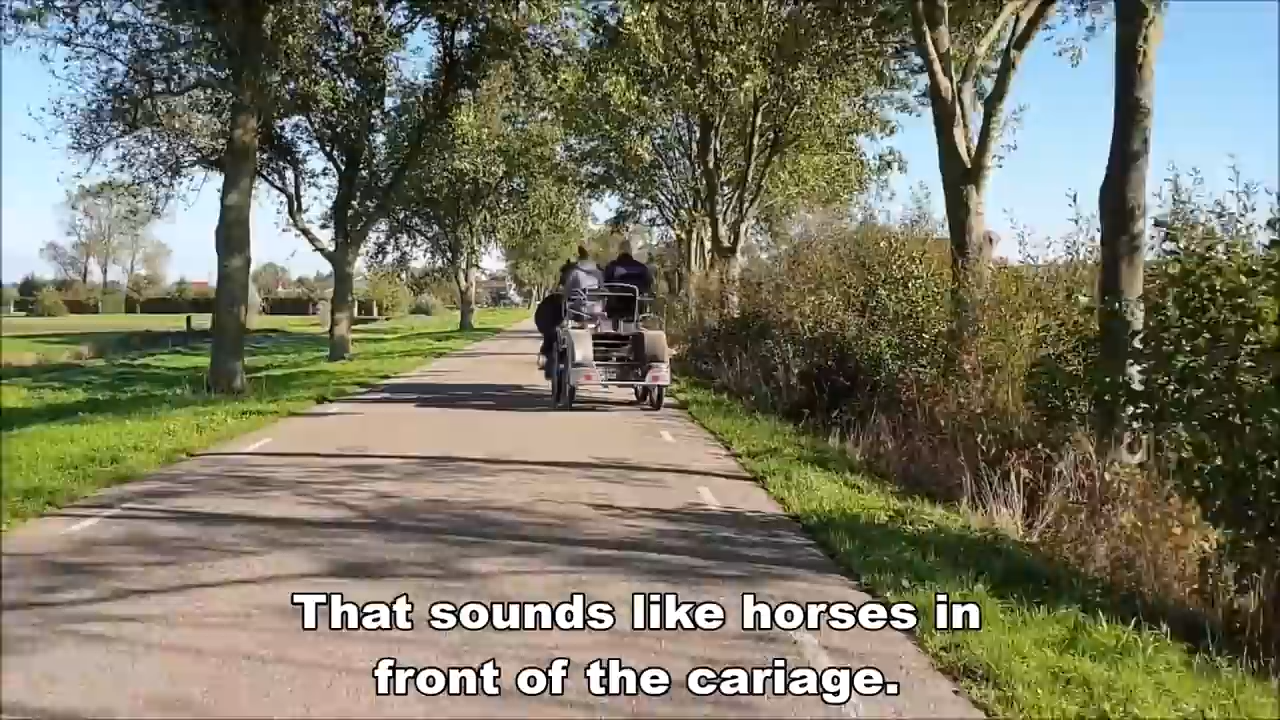 That sounds like horses in
front of the cariage.